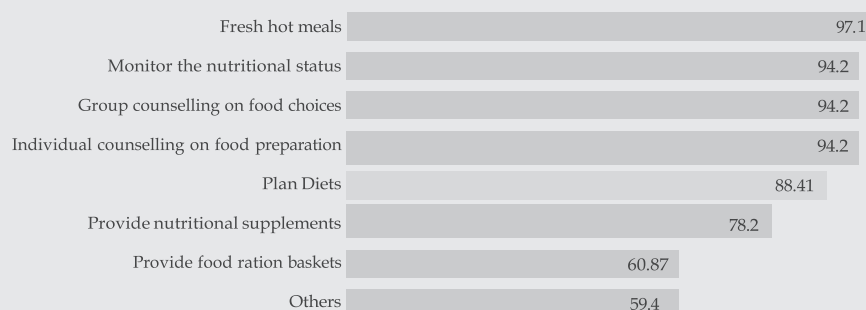 Fresh hot meals 97.1
Monitor the nutritional status 94.2
Group counselling on food choices 94.2
Individual counselling on food preparation 94.2
Plan Diets 88.41
Provide nutritional supplements 78.2
Provide food ration baskets 60.87
Others 59.4